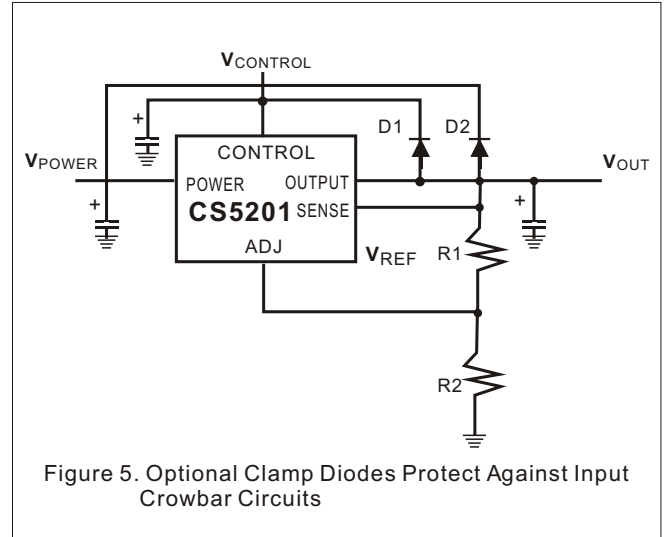 VCONTROL
+
D1 D2
CONTROL
VPOWER
VOUT
POWER OUTPUT
+
CS5201 SENSE
+
ADJ
VREF
R1
R2
Figure 5. Optional Clamp Diodes Protect Against Input
Crowbar Circuits